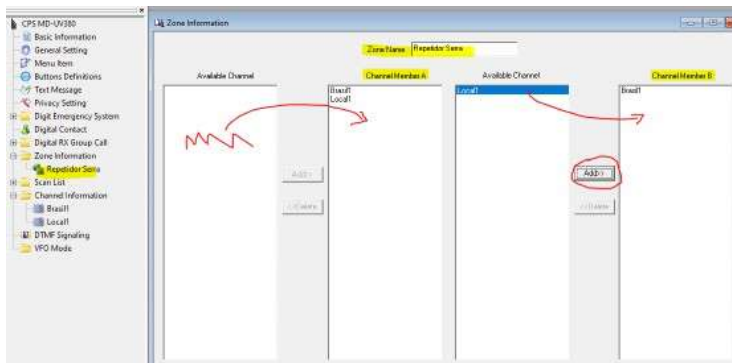 CPS MD-UV380
Basic Information
General Setting
Menu Item
Buttons Definitions
Text Message
Privacy Setting
Digit Emergency System
Digital Contact
Digital RX Group Call
Zone Information
Repetidor Serra
Scan List
Channel Information
Brasil1
Local1
DTMF Signaling
VFO Mode
Zone Information
Zone Name Repetidor Serra
Available Channel
Channel Member A
Brasil1
Local1
Add>>
<<Delete
Available Channel
Local1
Add>>
<<Delete
Channel Member B
Brasil1